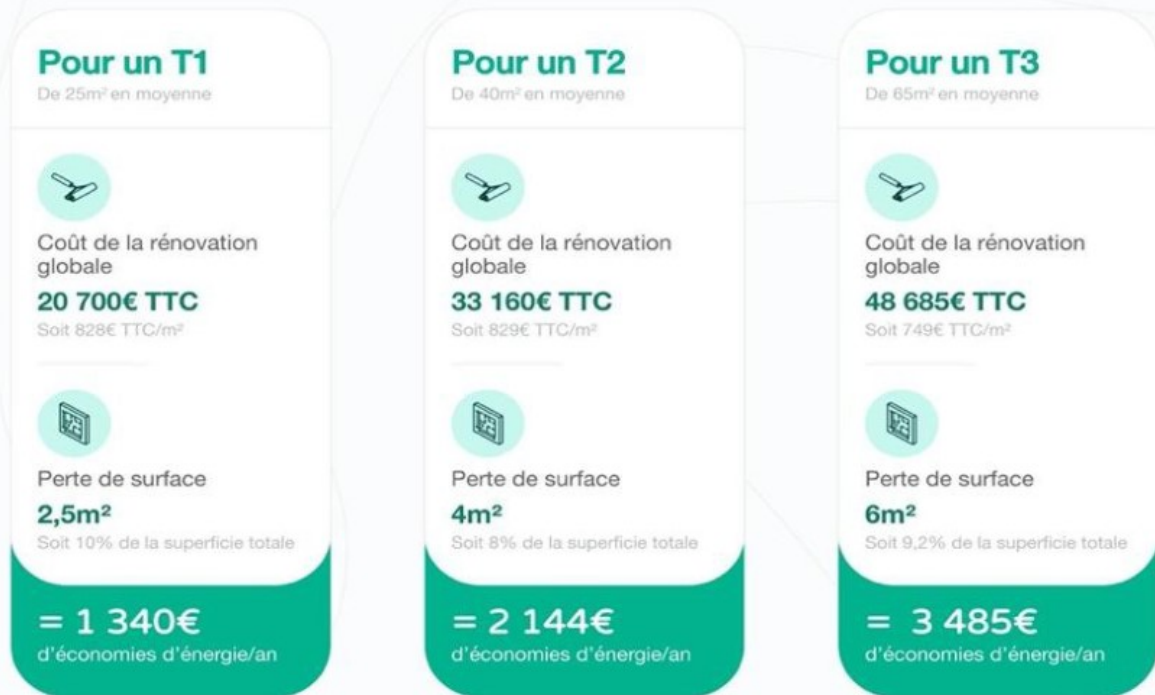 Pour un T1
De 25m² en moyenne
Coût de la rénovation
globale
20 700€ TTC
Soit 828€ TTC/m²
Perte de surface
2,5m²
Soit 10% de la superficie totale
= 1 340€
d'économies d'énergie/an
Pour un T2
De 40m² en moyenne
Coût de la rénovation
globale
33 160€ TTC
Soit 829€ TTC/m²
Perte de surface
4m²
Soit 8% de la superficie totale
= 2 144€
d'économies d'énergie/an
Pour un T3
De 65m² en moyenne
Coût de la rénovation
globale
48 685€ TTC
Soit 749€ TTC/m²
Perte de surface
6m²
Soit 9,2% de la superficie totale
= 3 485€
d'économies d'énergie/an